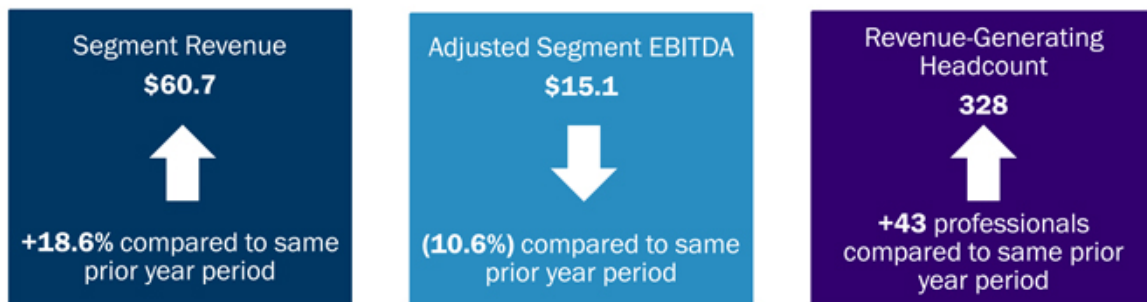 Segment Revenue
$60.7
+18.6% compared to same
prior year period
Adjusted Segment EBITDA
$15.1
(10.6%) compared to same
prior year period
Revenue-Generating
Headcount
328
+43 professionals
compared to same prior
year period